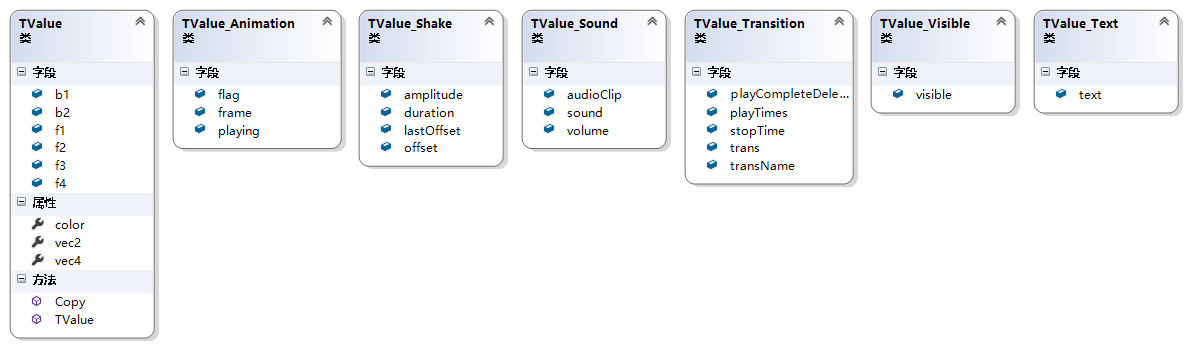 TValue
类
字段
b1
b2
f1
f2
f3
f4
属性
color
vec2
vec4
方法
Copy
TValue
TValue_Animation
类
字段
flag
frame
playing
TValue_Shake
类
字段
amplitude
duration
lastOffset
offset
TValue_Sound
类
字段
audioClip
sound
volume
TValue_Transition
类
字段
playCompleteDele...
playTimes
stopTime
trans
transName
TValue_Visible
类
字段
visible
TValue_Text
类
字段
text